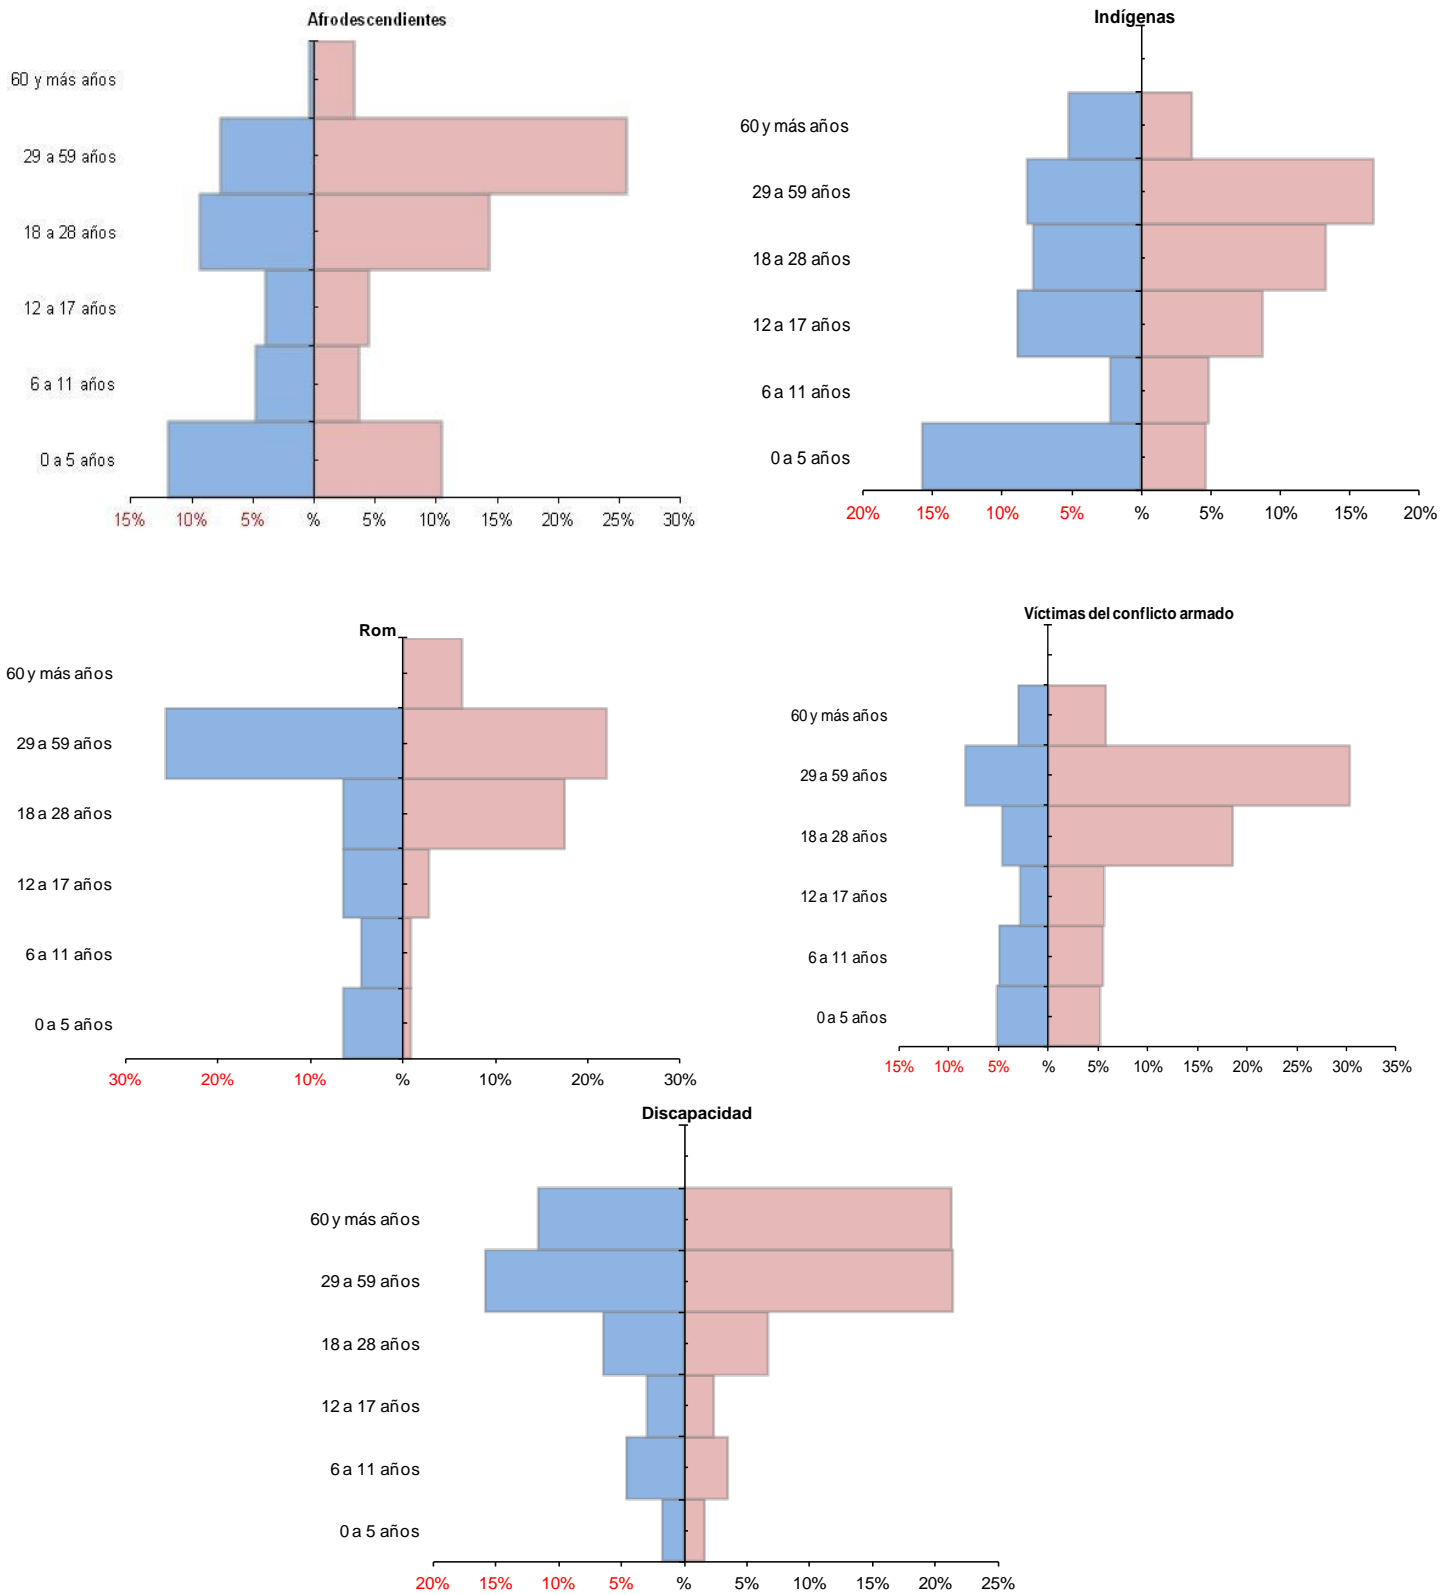 Afrodescendientes
60 y más años
29 a 59 años
18 a 28 años
12 a 17 años
6 a 11 años
0 a 5 años
15% 10% 5% % 5% 10% 15% 20% 25% 30%
Indígenas
60 y más años
29 a 59 años
18 a 28 años
12 a 17 años
6 a 11 años
0 a 5 años
20% 15% 10% 5% % 5% 10% 15% 20%
Rom
60 y más años
29 a 59 años
18 a 28 años
12 a 17 años
6 a 11 años
0 a 5 años
30% 20% 10% % 10% 20% 30%
Víctimas del conflicto armado
60 y más años
29 a 59 años
18 a 28 años
12 a 17 años
6 a 11 años
0 a 5 años
15% 10% 5% % 5% 10% 15% 20% 25% 30% 35%
Discapacidad
60 y más años
29 a 59 años
18 a 28 años
12 a 17 años
6 a 11 años
0 a 5 años
20% 15% 10% 5% % 5% 10% 15% 20% 25%